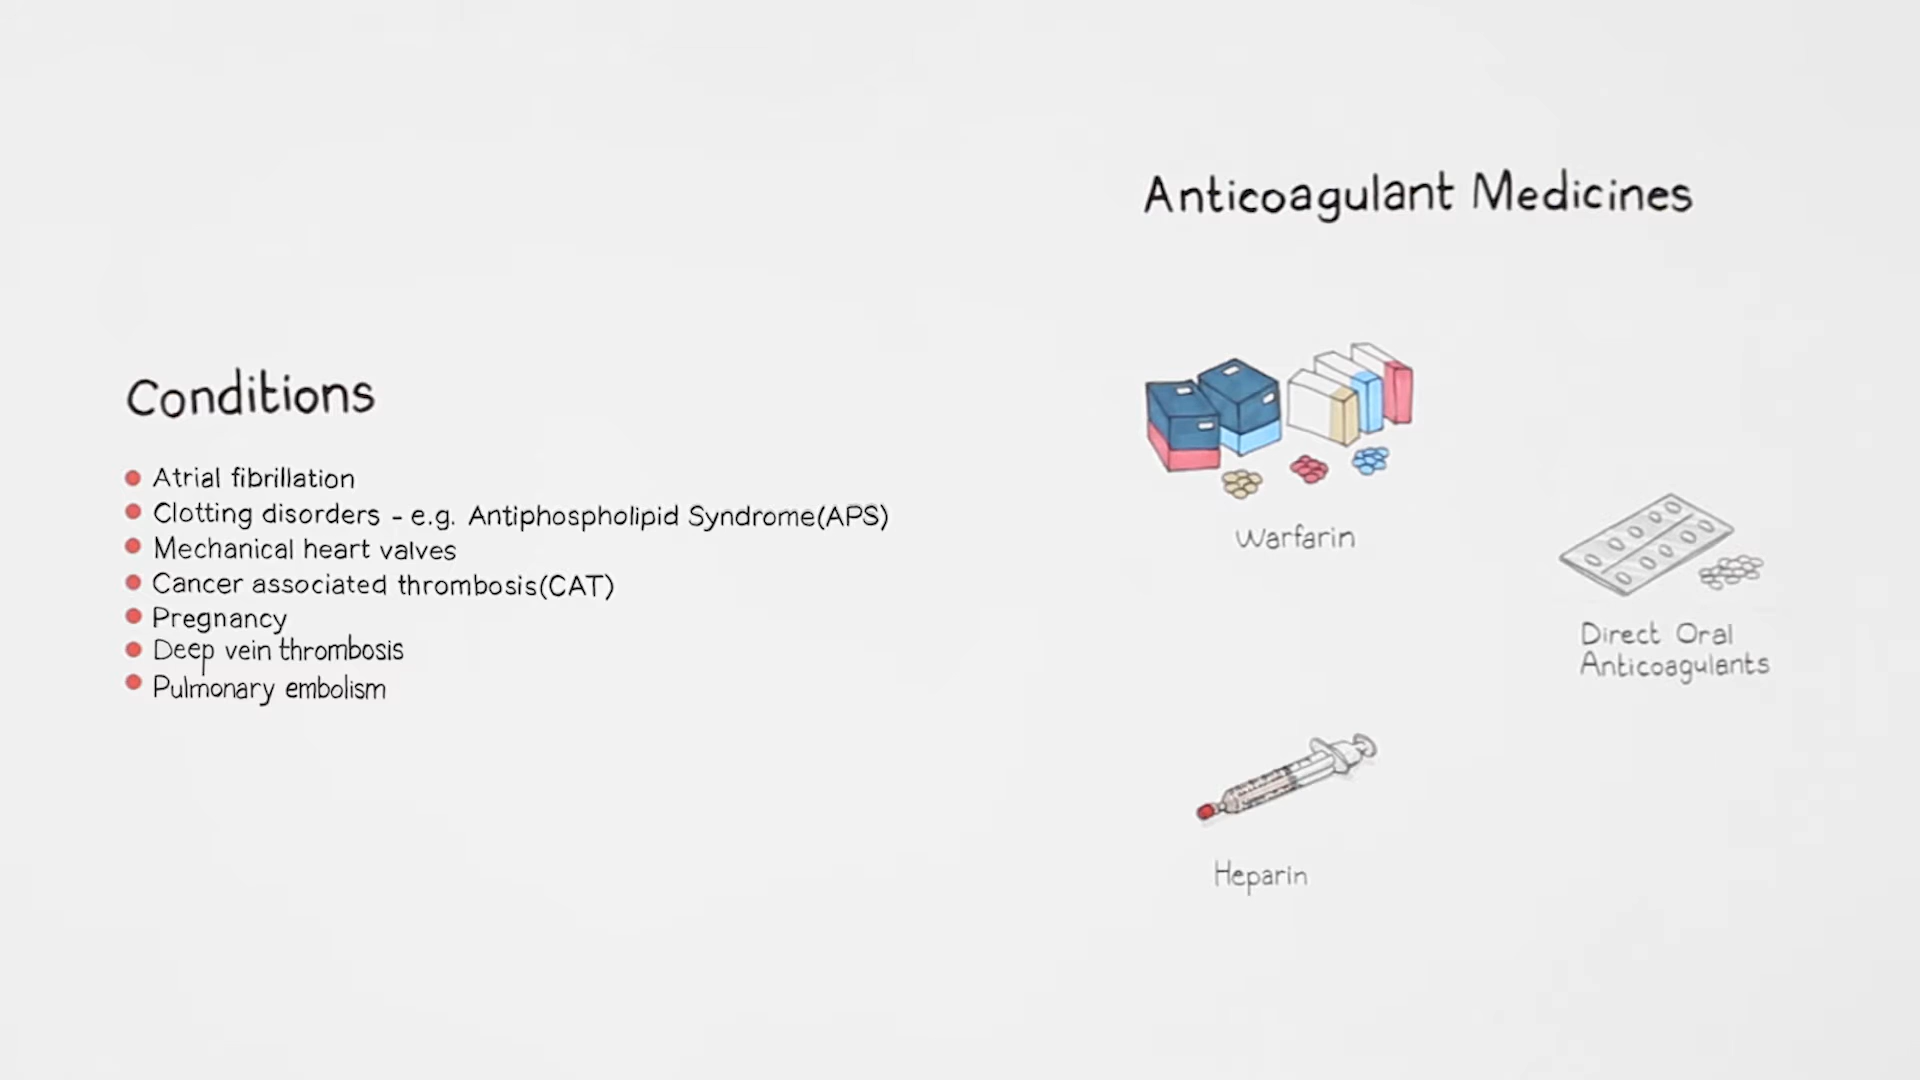 Anticoagulant Medicines
Conditions
Atrial fibrillation
Clotting disorders - e.g. Antiphospholipid Syndrome(APS)
Mechanical heart valves
Cancer associated thrombosis(CAT)
Pregnancy
Deep vein thrombosis
Pulmonary embolism
Warfarin
Direct Oral
Anticoagulants
Heparin